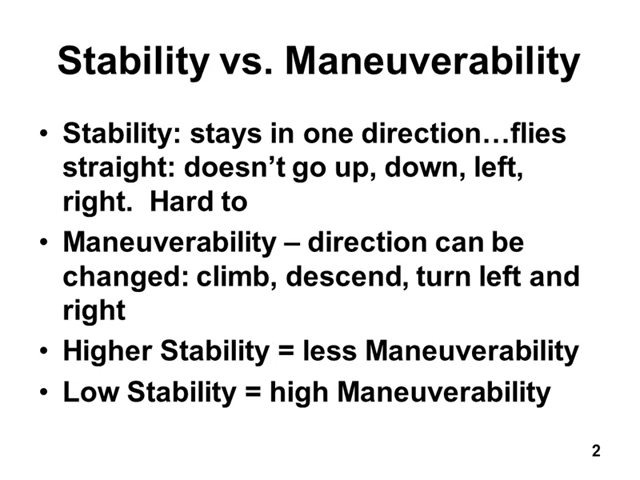 Stability vs. Maneuverability
• Stability: stays in one direction…flies
straight: doesn’t go up, down, left,
right.  Hard to
• Maneuverability – direction can be
changed: climb, descend, turn left and
right
• Higher Stability = less Maneuverability
• Low Stability = high Maneuverability
2